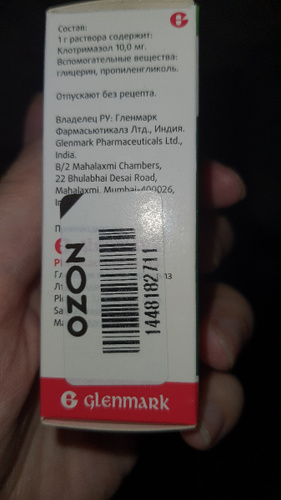 Состав:
1 г раствора содержит:
Клотримазол 10,0 мг.
Вспомогательные вещества:
глицерин, пропиленгликоль.
Отпускают без рецепта.
Владелец РУ: Гленмарк
Фармасьютикалз Лтд., Индия.
Glenmark Pharmaceuticals Ltd.,
India.
B/2 Mahalaxmi Chambers,
22 Bhulabhai Desai Road,
Mahalaxmi, Mumbai-400026,
OZON
1448182711
glenmark